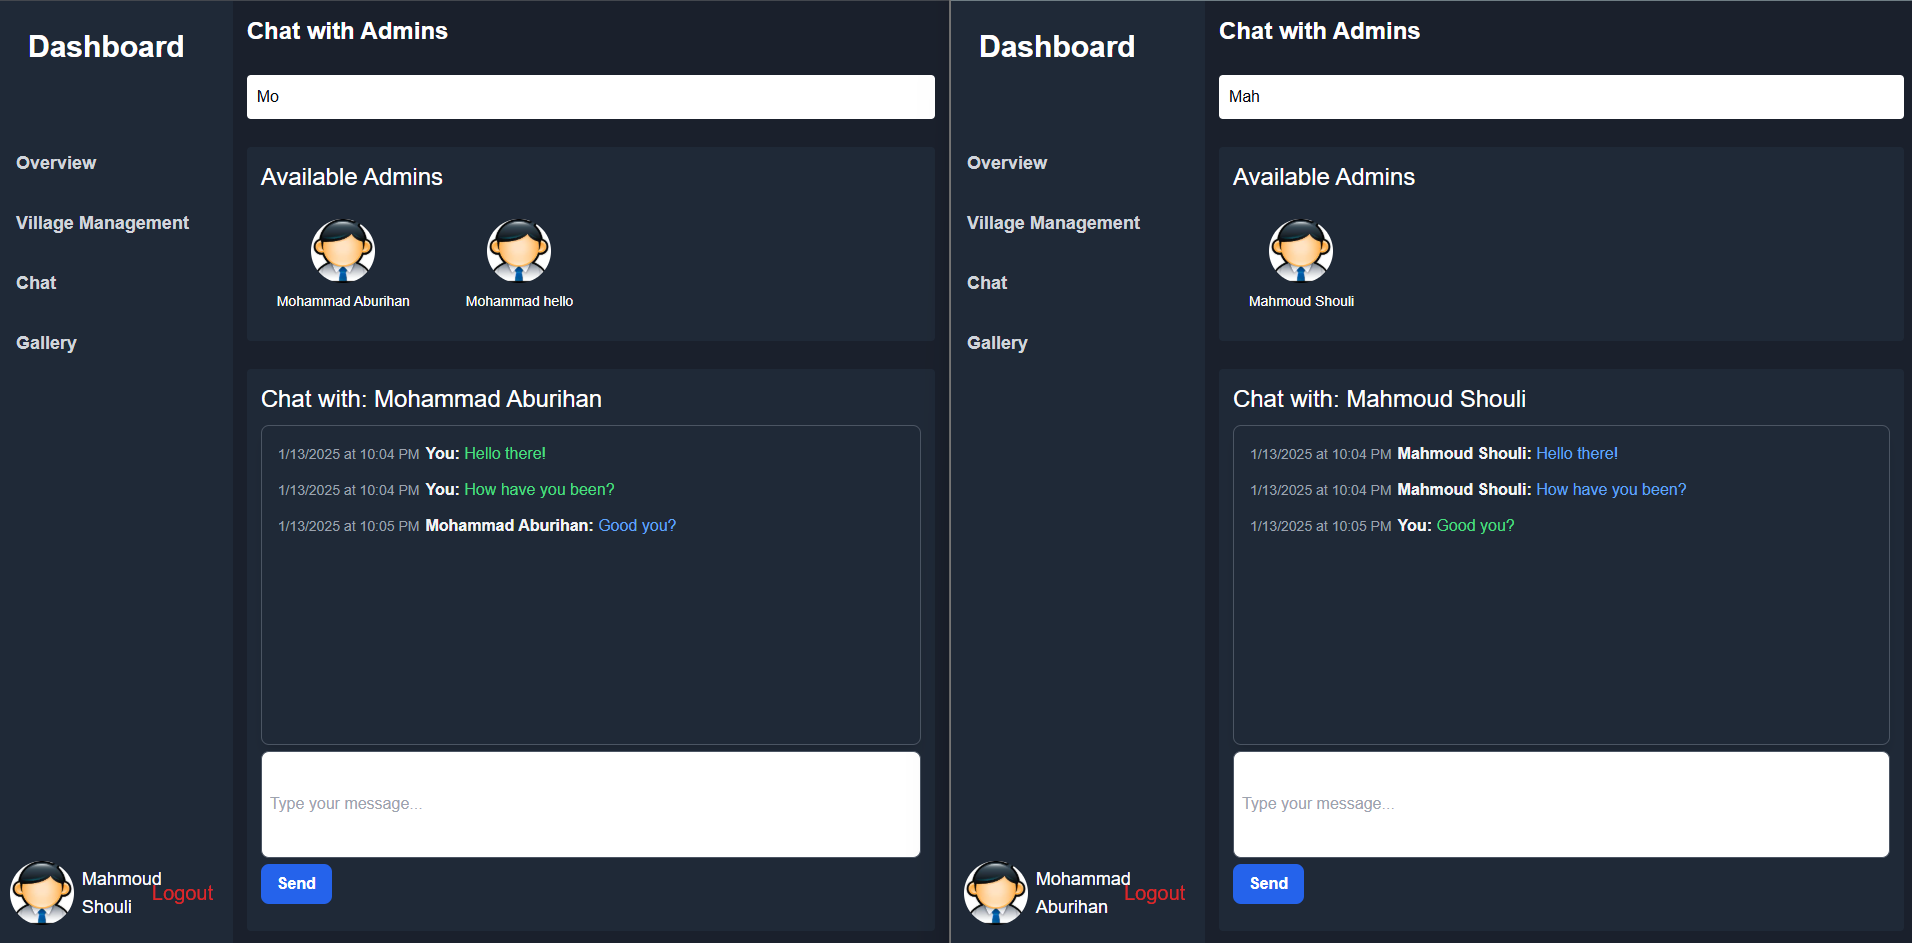 Dashboard
Overview
Village Management
Chat
Gallery
Mahmoud
Shouli
Logout
Chat with Admins
Mo
Available Admins
Mohammad Aburihan
Mohammad hello
Chat with: Mohammad Aburihan
1/13/2025 at 10:04 PM You: Hello there!
1/13/2025 at 10:04 PM You: How have you been?
1/13/2025 at 10:05 PM Mohammad Aburihan: Good you?
Type your message...
Send
Dashboard
Overview
Village Management
Chat
Gallery
Mohammad
Aburihan
Logout
Chat with Admins
Mah
Available Admins
Mahmoud Shouli
Chat with: Mahmoud Shouli
1/13/2025 at 10:04 PM Mahmoud Shouli: Hello there!
1/13/2025 at 10:04 PM Mahmoud Shouli: How have you been?
1/13/2025 at 10:05 PM You: Good you?
Type your message...
Send